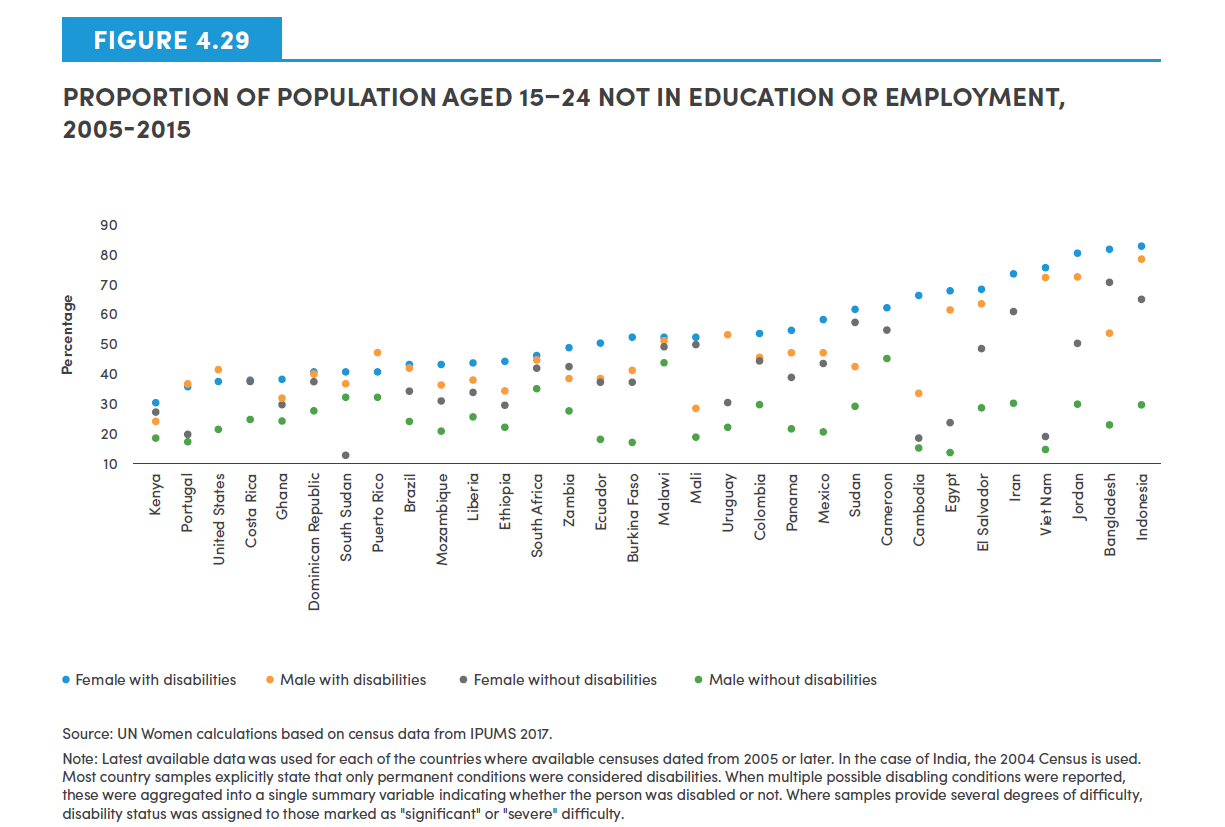 FIGURE 4.29
PROPORTION OF POPULATION AGED 15–24 NOT IN EDUCATION OR EMPLOYMENT,
2005-2015
Percentage
90
80
70
60
50
40
30
20
10
Kenya
Portugal
United States
Costa Rica
Ghana
Dominican Republic
South Sudan
Puerto Rico
Brazil
Mozambique
Liberia
Ethiopia
South Africa
Zambia
Ecuador
Burkina Faso
Malawi
Mali
Uruguay
Colombia
Panama
Mexico
Sudan
Cameroon
Cambodia
Egypt
El Salvador
Iran
Viet Nam
Jordan
Bangladesh
Indonesia
Female with disabilities Male with disabilities Female without disabilities Male without disabilities
Source: UN Women calculations based on census data from IPUMS 2017.
Note: Latest available data was used for each of the countries where available censuses dated from 2005 or later. In the case of India, the 2004 Census is used.
Most country samples explicitly state that only permanent conditions were considered disabilities. When multiple possible disabling conditions were reported,
these were aggregated into a single summary variable indicating whether the person was disabled or not. Where samples provide several degrees of difficulty,
disability status was assigned to those marked as "significant" or "severe" difficulty.